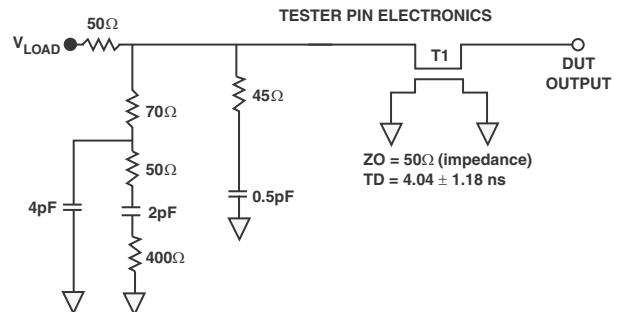 TESTER PIN ELECTRONICS
50Ω
VLOAD
T1
DUT
OUTPUT
70Ω
45Ω
50Ω
ZO = 50Ω (impedance)
TD = 4.04 ± 1.18 ns
4pF
2pF
0.5pF
400Ω